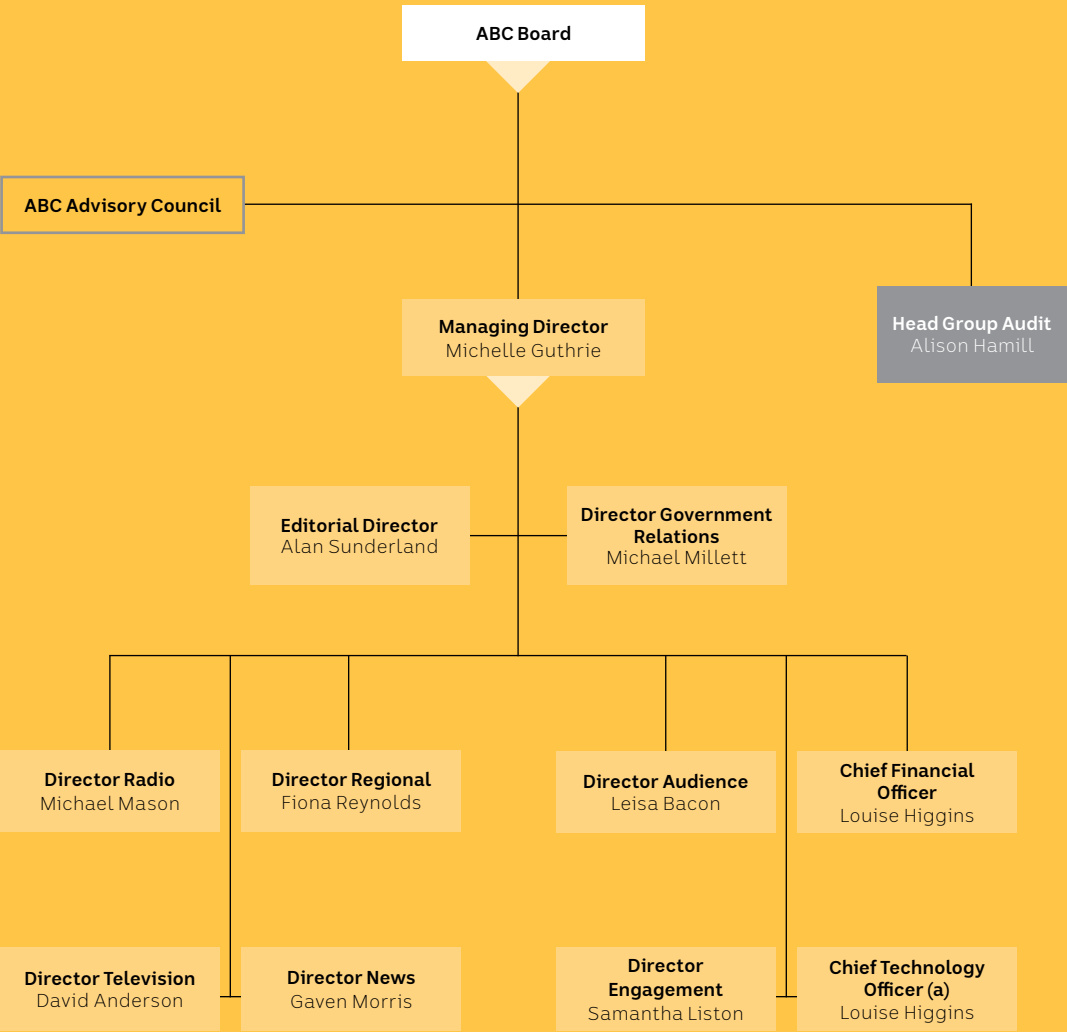 ABC Board
ABC Advisory Council
Managing Director
Michelle Guthrie
Head Group Audit
Alison Hamill
Editorial Director
Alan Sunderland
Director Government
Relations
Michael Millett
Director Radio
Michael Mason
Director Regional
Fiona Reynolds
Director Audience
Leisa Bacon
Chief Financial
Officer
Louise Higgins
Director Television
David Anderson
Director News
Gaven Morris
Director
Engagement
Samantha Liston
Chief Technology
Officer (a)
Louise Higgins